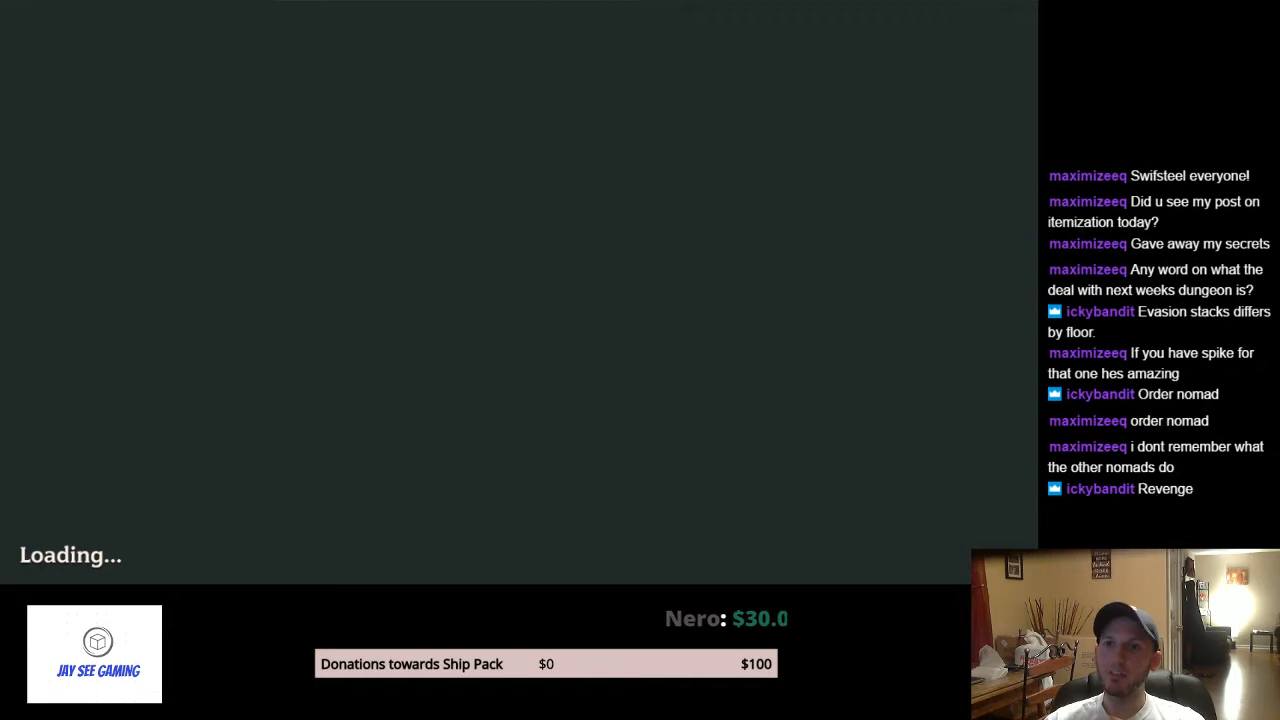 maximizeeq Swifsteel everyone!
maximizeeq Did u see my post on
itemization today?
maximizeeq Gave away my secrets
maximizeeq Any word on what the
deal with next weeks dungeon is?
ickybandit Evasion stacks differs
by floor.
maximizeeq If you have spike for
that one hes amazing
ickybandit Order nomad
maximizeeq order nomad
maximizeeq i dont remember what
the other nomads do
ickybandit Revenge
Loading...
Nero: $30.0
JAY SEE GAMING
Donations towards Ship Pack $0 $100